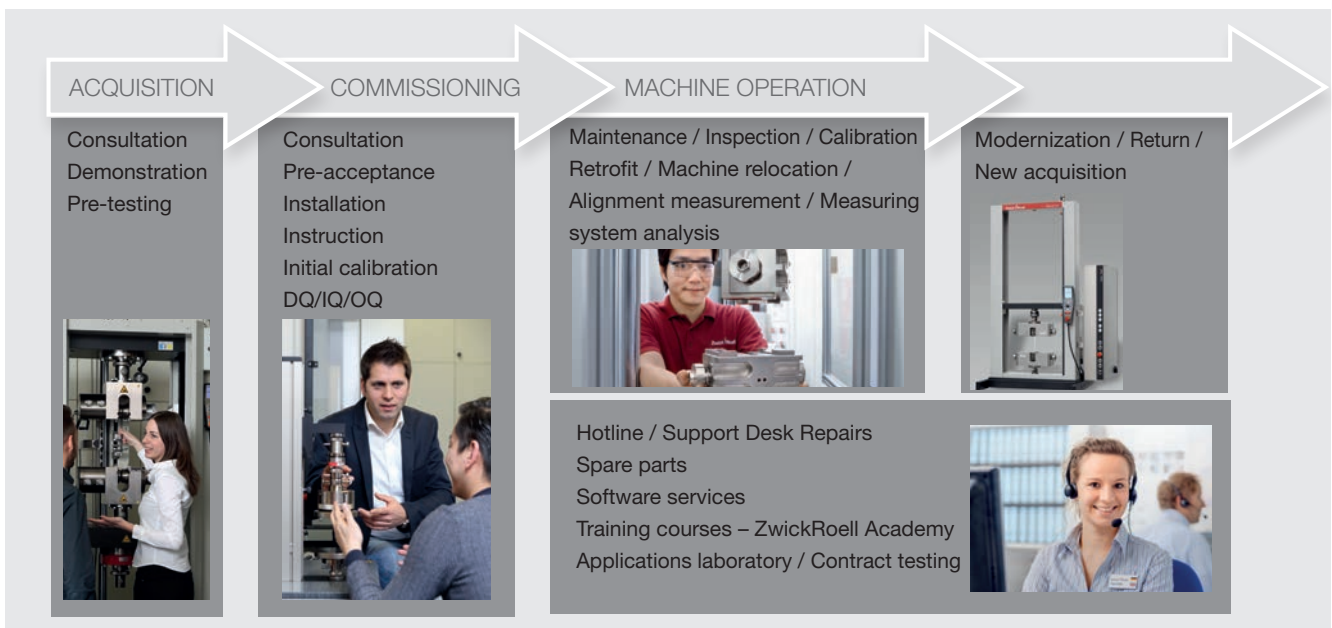 ACQUISITION
COMMISSIONING
MACHINE OPERATION
Consultation
Demonstration
Pre-testing
Consultation
Pre-acceptance
Installation
Instruction
Initial calibration
DQ/IQ/OQ
Maintenance / Inspection / Calibration
Retrofit / Machine relocation /
Alignment measurement / Measuring
system analysis
Modernization / Return /
New acquisition
Hotline / Support Desk Repairs
Spare parts
Software services
Training courses – ZwickRoell Academy
Applications laboratory / Contract testing